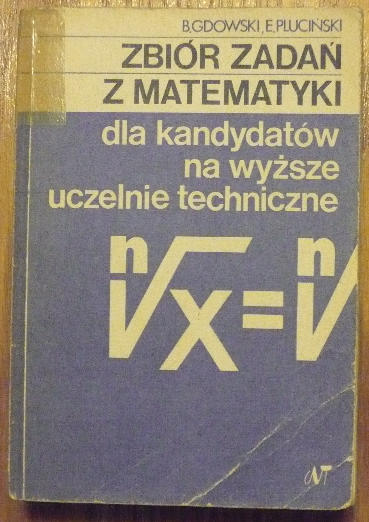 B.GDOWSKI, E.PLUCIŃSKI
ZBIÓR ZADAŃ
Z MATEMATYKI
dla kandydatów
na wyższe
uczelnie techniczne
n√x = n√